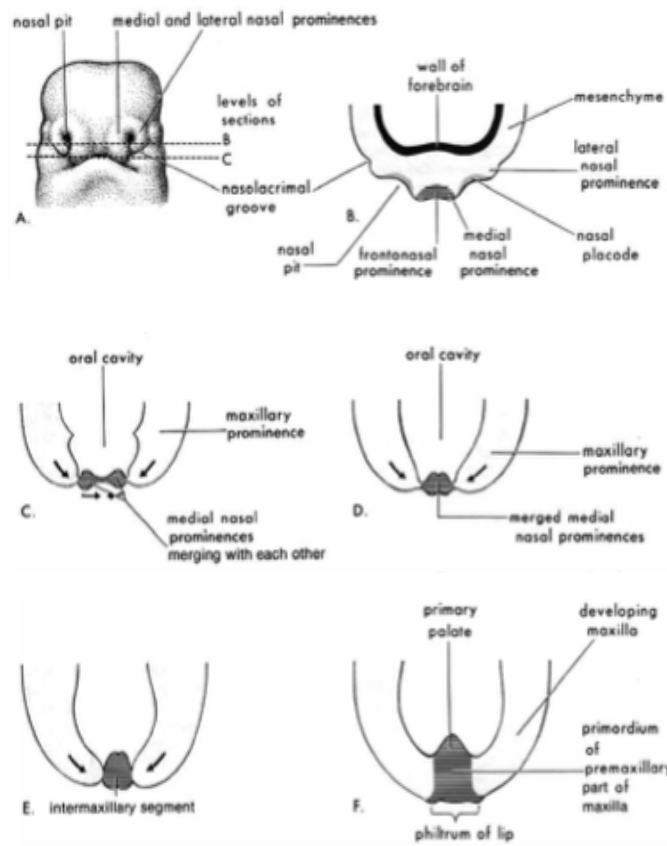 nasal pit
medial and lateral nasal prominences
levels of
sections
B
C
nasolacrimal
groove
A.
wall of
forebrain
mesenchyme
lateral
nasal
prominence
B.
nasal
pit
frontonasal
prominence
medial
nasal
prominence
nasal
placode
oral cavity
maxillary
prominence
C.
medial nasal
prominences
merging with each other
oral cavity
maxillary
prominence
D.
merged medial
nasal prominences
E.
intermaxillary segment
primary
palate
developing
maxilla
primordium
of
premaxillary
part of
maxilla
F.
philtrum of lip